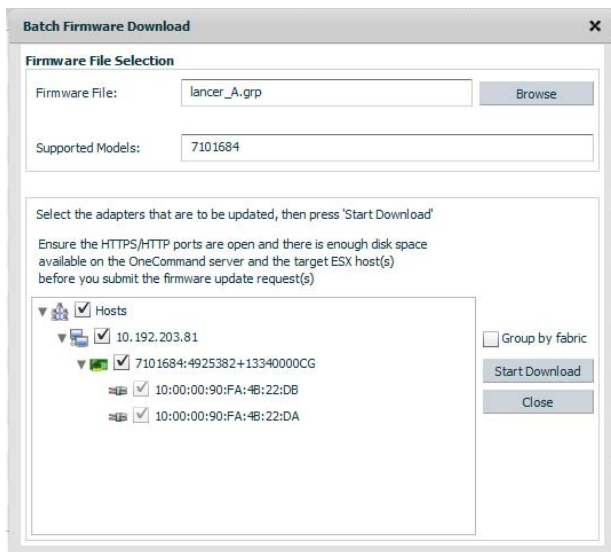 Batch Firmware Download
Firmware File Selection
Firmware File:
lancer_A.grp
Browse
Supported Models:
7101684
Select the adapters that are to be updated, then press 'Start Download'
Ensure the HTTPS/HTTP ports are open and there is enough disk space
available on the OneCommand server and the target ESX host(s)
before you submit the firmware update request(s)
Hosts
10.192.203.81
7101684:4925382+13340000CG
10:00:00:90:FA:4B:22:DB
10:00:00:90:FA:4B:22:DA
Group by fabric
Start Download
Close